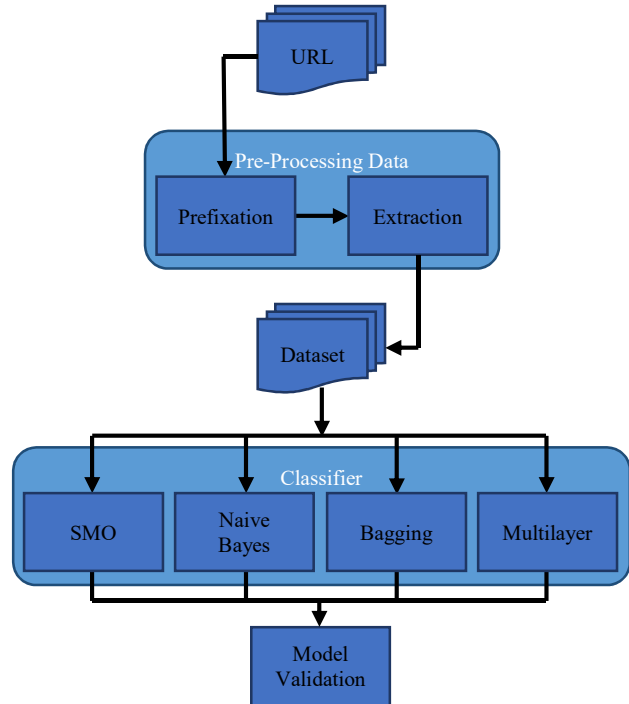 URL
Pre-Processing Data
Prefixation
Extraction
Dataset
Classifier
SMO
Naive
Bayes
Bagging
Multilayer
Model
Validation